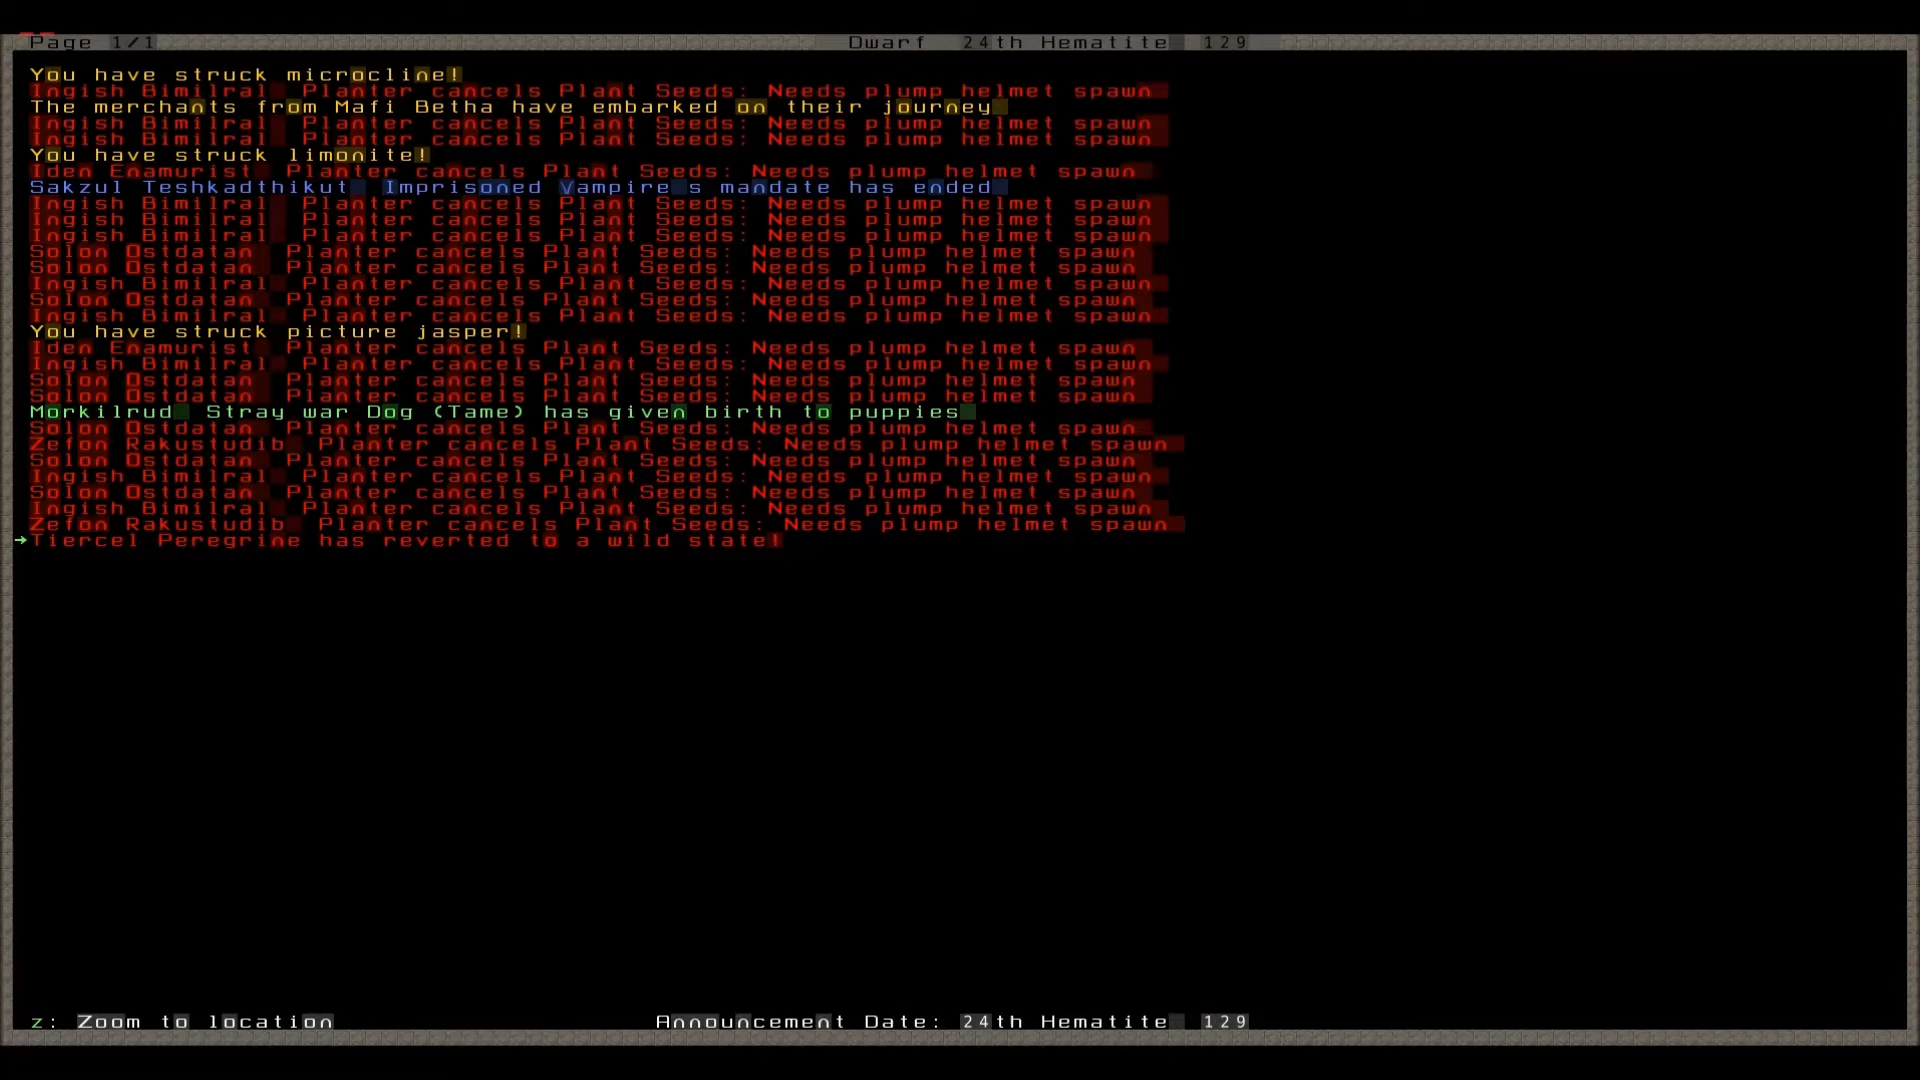 Page 1/1 Dwarf 24th Hematite 129
You have struck microcline!
Ingish Bimilral Planter cancels Plant Seeds: Needs plump helmet spawn
The merchants from Mafi Betha have embarked on their journey
Ingish Bimilral Planter cancels Plant Seeds: Needs plump helmet spawn
Ingish Bimilral Planter cancels Plant Seeds: Needs plump helmet spawn
You have struck limonite!
Iden Enamurist Planter cancels Plant Seeds: Needs plump helmet spawn
Sakzul Teshkadthikut Imprisoned Vampire s mandate has ended
Ingish Bimilral Planter cancels Plant Seeds: Needs plump helmet spawn
Ingish Bimilral Planter cancels Plant Seeds: Needs plump helmet spawn
Ingish Bimilral Planter cancels Plant Seeds: Needs plump helmet spawn
Solon Ostdatan Planter cancels Plant Seeds: Needs plump helmet spawn
Solon Ostdatan Planter cancels Plant Seeds: Needs plump helmet spawn
Ingish Bimilral Planter cancels Plant Seeds: Needs plump helmet spawn
Solon Ostdatan Planter cancels Plant Seeds: Needs plump helmet spawn
Ingish Bimilral Planter cancels Plant Seeds: Needs plump helmet spawn
You have struck picture jasper!
Iden Enamurist Planter cancels Plant Seeds: Needs plump helmet spawn
Ingish Bimilral Planter cancels Plant Seeds: Needs plump helmet spawn
Solon Ostdatan Planter cancels Plant Seeds: Needs plump helmet spawn
Solon Ostdatan Planter cancels Plant Seeds: Needs plump helmet spawn
Morkilrud Stray war Dog (Tame) has given birth to puppies
Solon Ostdatan Planter cancels Plant Seeds: Needs plump helmet spawn
Zefon Rakustudib Planter cancels Plant Seeds: Needs plump helmet spawn
Solon Ostdatan Planter cancels Plant Seeds: Needs plump helmet spawn
Ingish Bimilral Planter cancels Plant Seeds: Needs plump helmet spawn
Solon Ostdatan Planter cancels Plant Seeds: Needs plump helmet spawn
Ingish Bimilral Planter cancels Plant Seeds: Needs plump helmet spawn
Zefon Rakustudib Planter cancels Plant Seeds: Needs plump helmet spawn
→Tiercel Peregrine has reverted to a wild state!
z: Zoom to location Announcement Date: 24th Hematite 129